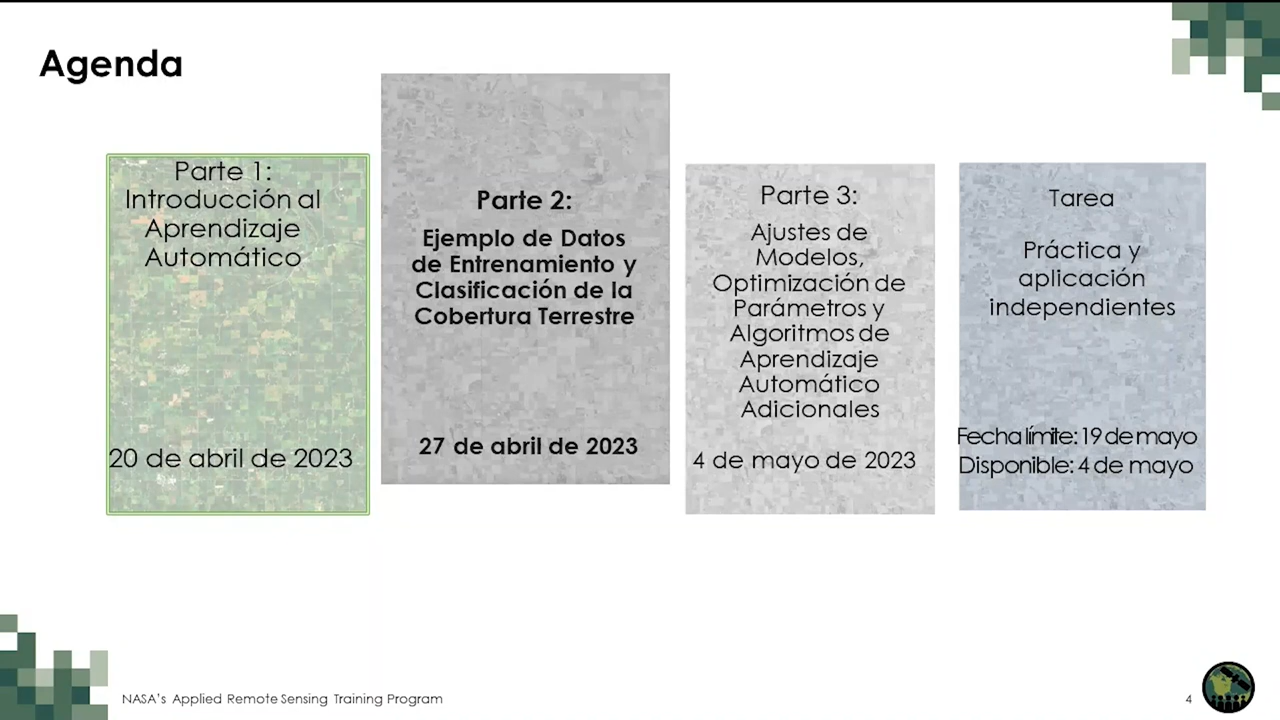 Agenda
Parte 1:
Introducción al
Aprendizaje
Automático
20 de abril de 2023
Parte 2:
Ejemplo de Datos
de Entrenamiento y
Clasificación de la
Cobertura Terrestre
27 de abril de 2023
Parte 3:
Ajustes de
Modelos,
Optimización de
Parámetros y
Algoritmos de
Aprendizaje
Automático
Adicionales
4 de mayo de 2023
Tarea
Práctica y
aplicación
independientes
Fecha límite: 19 de mayo
Disponible: 4 de mayo
NASA's Applied Remote Sensing Training Program
4